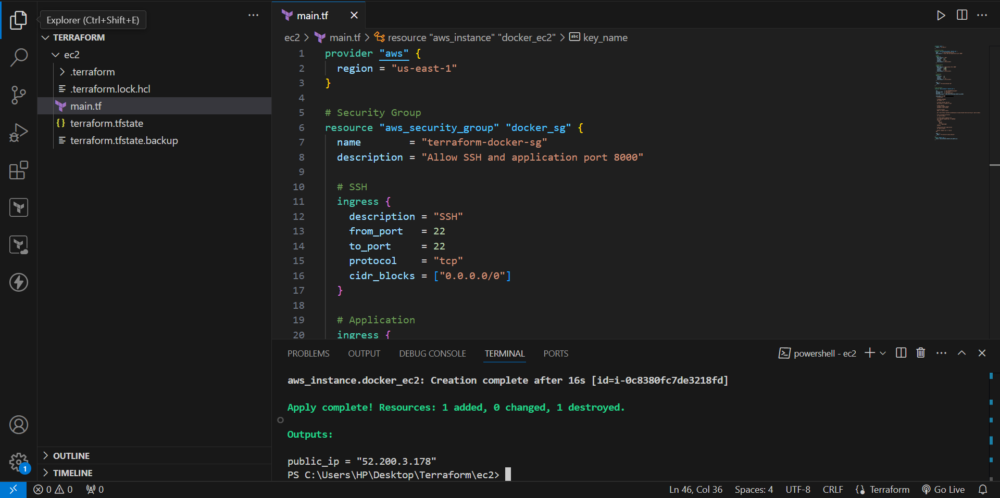 Explorer (Ctrl+Shift+E)
TERRAFORM
ec2
.terraform
.terraform.lock.hcl
main.tf
terraform.tfstate
terraform.tfstate.backup
OUTLINE
TIMELINE
main.tf
ec2 > main.tf > resource "aws_instance" "docker_ec2" > key_name
1 provider "aws" {
2   region = "us-east-1"
3 }
4
5 # Security Group
6 resource "aws_security_group" "docker_sg" {
7   name        = "terraform-docker-sg"
8   description = "Allow SSH and application port 8000"
9
10   # SSH
11   ingress {
12     description = "SSH"
13     from_port   = 22
14     to_port     = 22
15     protocol    = "tcp"
16     cidr_blocks = ["0.0.0.0/0"]
17   }
18
19   # Application
20   ingress {
PROBLEMS OUTPUT DEBUG CONSOLE TERMINAL PORTS powershell - ec2
aws_instance.docker_ec2: Creation complete after 16s [id=i-0c8380fc7de3218fd]
Apply complete! Resources: 1 added, 0 changed, 1 destroyed.
Outputs:
public_ip = "52.200.3.178"
PS C:\Users\HP\Desktop\Terraform\ec2>
1
0 0 0 Ln 46, Col 36 Spaces: 4 UTF-8 CRLF Terraform Go Live